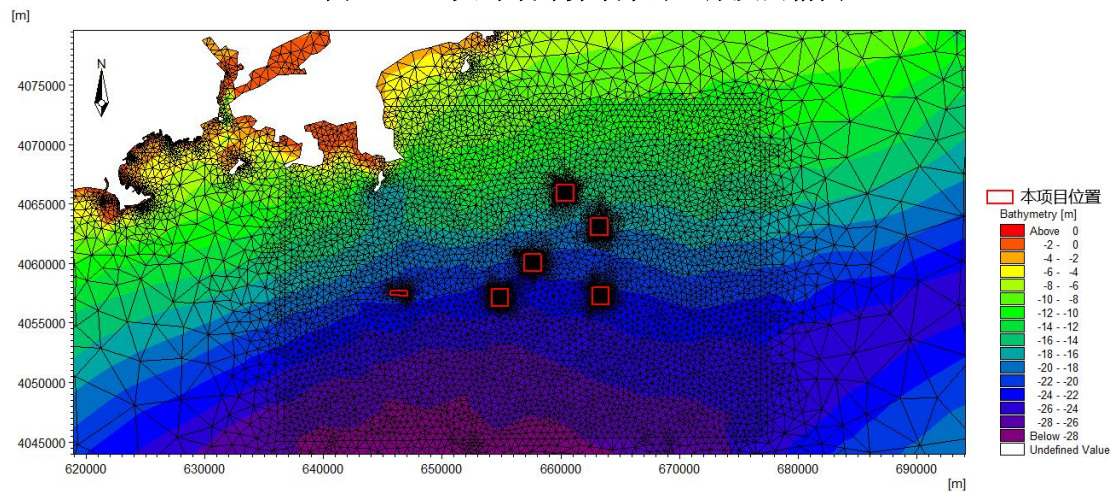 [m]
N
4075000
4070000
4065000
4060000
4055000
4050000
4045000
620000 630000 640000 650000 660000 670000 680000 690000
[m]
本项目位置
Bathymetry [m]
Above 0
-2 - 0
-4 - -2
-6 - -4
-8 - -6
-10 - -8
-12 - -10
-14 - -12
-16 - -14
-18 - -16
-20 - -18
-22 - -20
-24 - -22
-26 - -24
-28 - -26
Below -28
Undefined Value